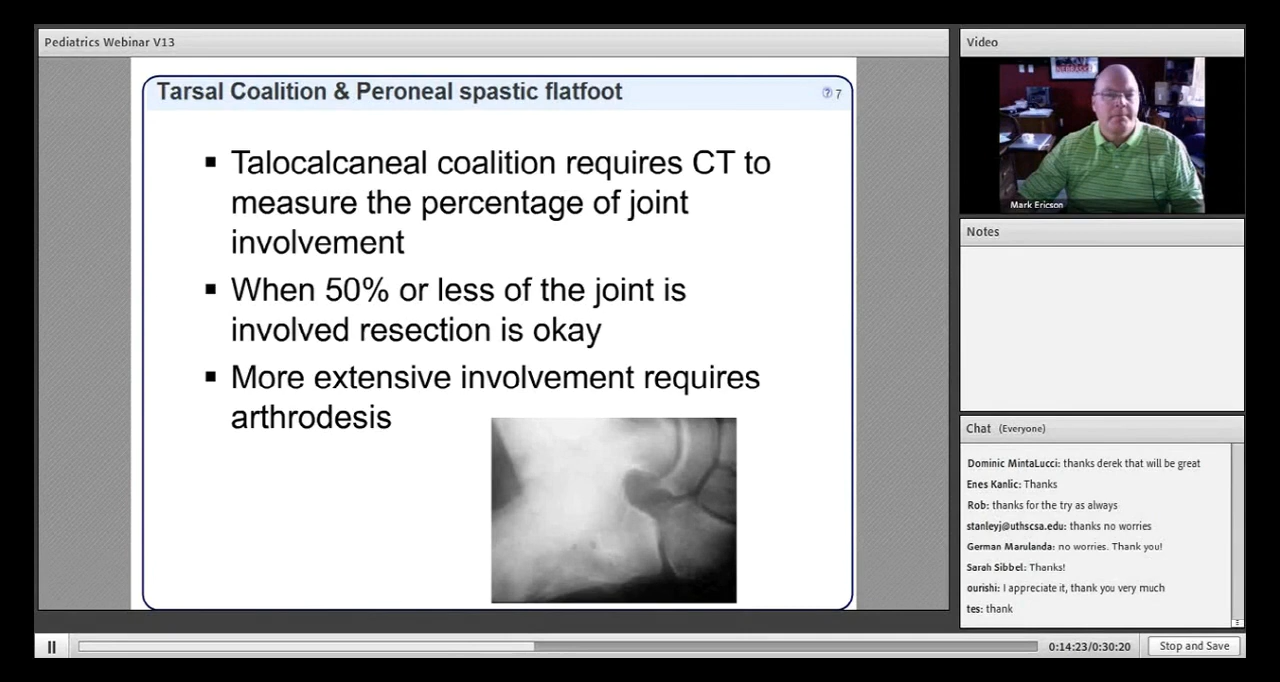 Pediatrics Webinar V13
Tarsal Coalition & Peroneal spastic flatfoot
7
▪ Talocalcaneal coalition requires CT to
measure the percentage of joint
involvement
▪ When 50% or less of the joint is
involved resection is okay
▪ More extensive involvement requires
arthrodesis
Video
Mark Ericson
Notes
Chat (Everyone)
Dominic MintaLucci: thanks derek that will be great
Enes Kanlic: Thanks
Rob: thanks for the try as always
stanleyj@uthscsa.edu: thanks no worries
German Marulanda: no worries. Thank you!
Sarah Sibbel: Thanks!
ourishi: I appreciate it, thank you very much
tes: thank
0:14:23/0:30:20
Stop and Save